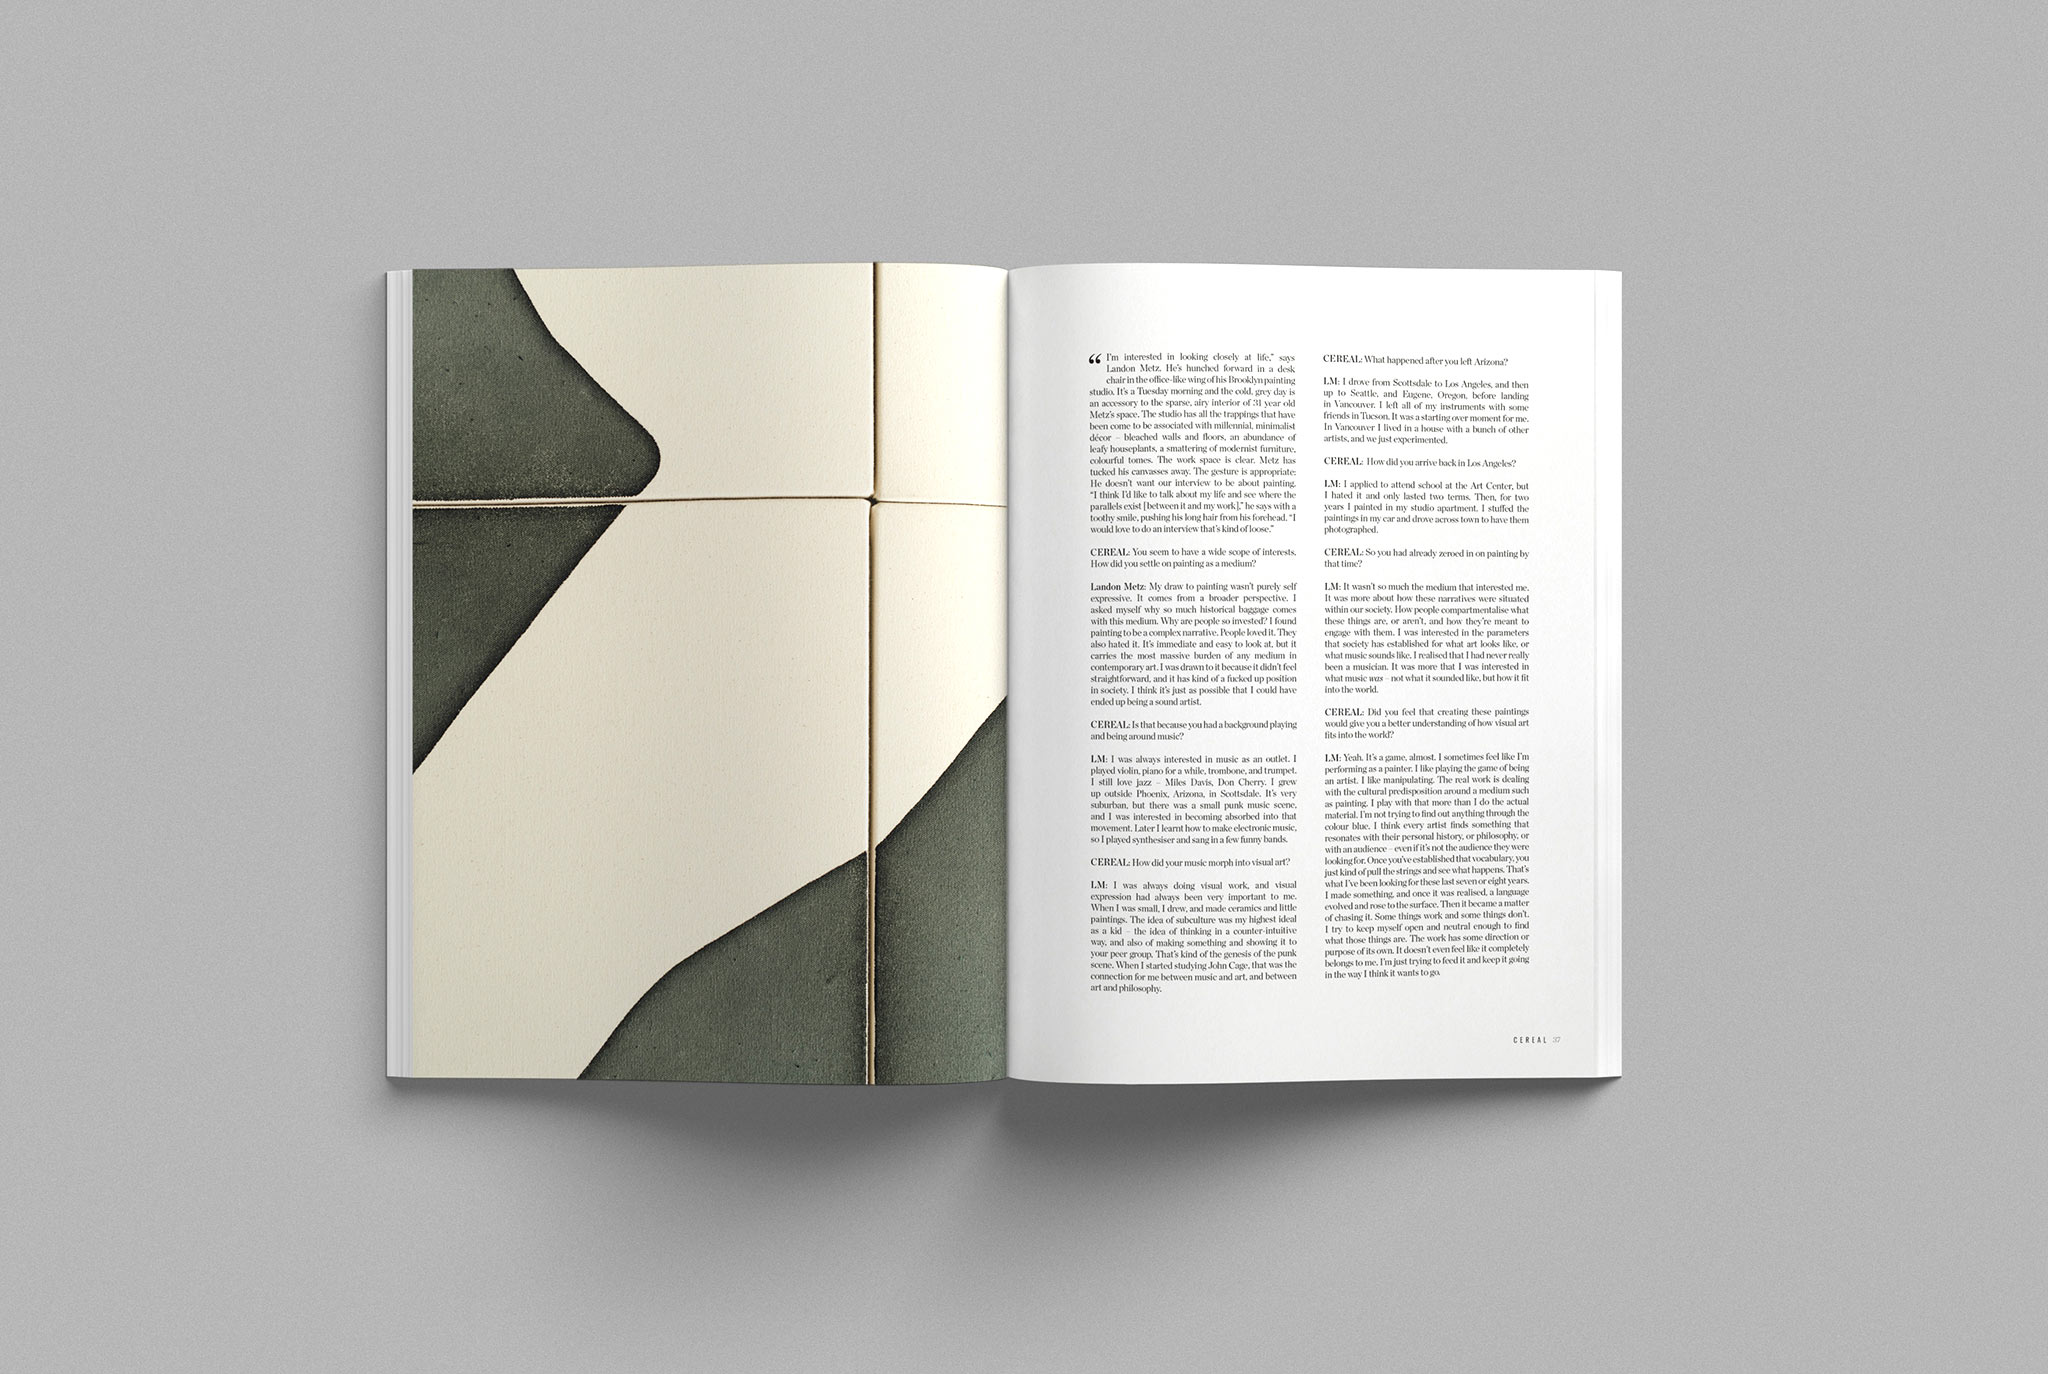 “ I’m interested in looking closely at life,” says
Landon Metz. He’s hunched forward in a desk
chair in the office-like wing of his Brooklyn painting
studio. It’s a Tuesday morning and the cold, grey day is
an accessory to the sparse, airy interior of 31 year old
Metz’s space. The studio has all the trappings that have
been come to be associated with millennial, minimalist
décor – bleached walls and floors, an abundance of
leafy houseplants, a smattering of modernist furniture,
colourful tomes. The work space is clear. Metz has
tucked his canvasses away. The gesture is appropriate:
He doesn’t want our interview to be about painting.
“I think I’d like to talk about my life and see where the
parallels exist [between it and my work],” he says with a
toothy smile, pushing his long hair from his forehead. “I
would love to do an interview that’s kind of loose.”
CEREAL: You seem to have a wide scope of interests.
How did you settle on painting as a medium?
Landon Metz: My draw to painting wasn’t purely self
expressive. It comes from a broader perspective. I
asked myself why so much historical baggage comes
with this medium. Why are people so invested? I found
painting to be a complex narrative. People loved it. They
also hated it. It’s immediate and easy to look at, but it
carries the most massive burden of any medium in
contemporary art. I was drawn to it because it didn’t feel
straightforward, and it has kind of a fucked up position
in society. I think it’s just as possible that I could have
ended up being a sound artist.
CEREAL: Is that because you had a background playing
and being around music?
LM: I was always interested in music as an outlet. I
played violin, piano for a while, trombone, and trumpet.
I still love jazz – Miles Davis, Don Cherry. I grew
up outside Phoenix, Arizona, in Scottsdale. It’s very
suburban, but there was a small punk music scene,
and I was interested in becoming absorbed into that
movement. Later I learnt how to make electronic music,
so I played synthesiser and sang in a few funny bands.
CEREAL: How did your music morph into visual art?
LM: I was always doing visual work, and visual
expression had always been very important to me.
When I was small, I drew, and made ceramics and little
paintings. The idea of subculture was my highest ideal
as a kid – the idea of thinking in a counter-intuitive
way, and also of making something and showing it to
your peer group. That’s kind of the genesis of the punk
scene. When I started studying John Cage, that was the
connection for me between music and art, and between
art and philosophy.
CEREAL: What happened after you left Arizona?
LM: I drove from Scottsdale to Los Angeles, and then
up to Seattle, and Eugene, Oregon, before landing
in Vancouver. I left all of my instruments with some
friends in Tucson. It was a starting over moment for me.
In Vancouver I lived in a house with a bunch of other
artists, and we just experimented.
CEREAL: How did you arrive back in Los Angeles?
LM: I applied to attend school at the Art Center, but
I hated it and only lasted two terms. Then, for two
years I painted in my studio apartment. I stuffed the
paintings in my car and drove across town to have them
photographed.
CEREAL: So you had already zeroed in on painting by
that time?
LM: It wasn’t so much the medium that interested me.
It was more about how these narratives were situated
within our society. How people compartmentalise what
these things are, or aren’t, and how they’re meant to
engage with them. I was interested in the parameters
that society has established for what art looks like, or
what music sounds like. I realised that I had never really
been a musician. It was more that I was interested in
what music was – not what it sounded like, but how it fit
into the world.
CEREAL: Did you feel that creating these paintings
would give you a better understanding of how visual art
fits into the world?
LM: Yeah. It’s a game, almost. I sometimes feel like I’m
performing as a painter. I like playing the game of being
an artist. I like manipulating. The real work is dealing
with the cultural predisposition around a medium such
as painting. I play with that more than I do the actual
material. I’m not trying to find out anything through the
colour blue. I think every artist finds something that
resonates with their personal history, or philosophy, or
with an audience – even if it’s not the audience they were
looking for. Once you’ve established that vocabulary, you
just kind of pull the strings and see what happens. That’s
what I’ve been looking for these last seven or eight years.
I made something, and once it was realised, a language
evolved and rose to the surface. Then it became a matter
of chasing it. Some things work and some things don’t.
I try to keep myself open and neutral enough to find
what those things are. The work has some direction or
purpose of its own. It doesn’t even feel like it completely
belongs to me. I’m just trying to feed it and keep it going
in the way I think it wants to go.
CEREAL 37